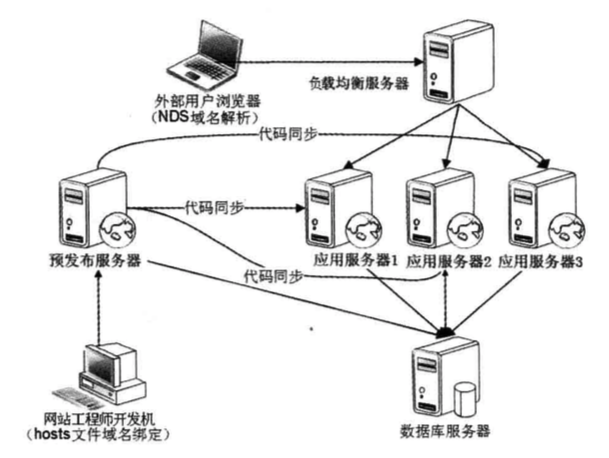 外部用户浏览器
(NDS域名解析)
负载均衡服务器
代码同步
代码同步
预发布服务器
应用服务器1
应用服务器2
应用服务器3
代码同步
网站工程师开发机
(hosts文件域名绑定)
数据库服务器